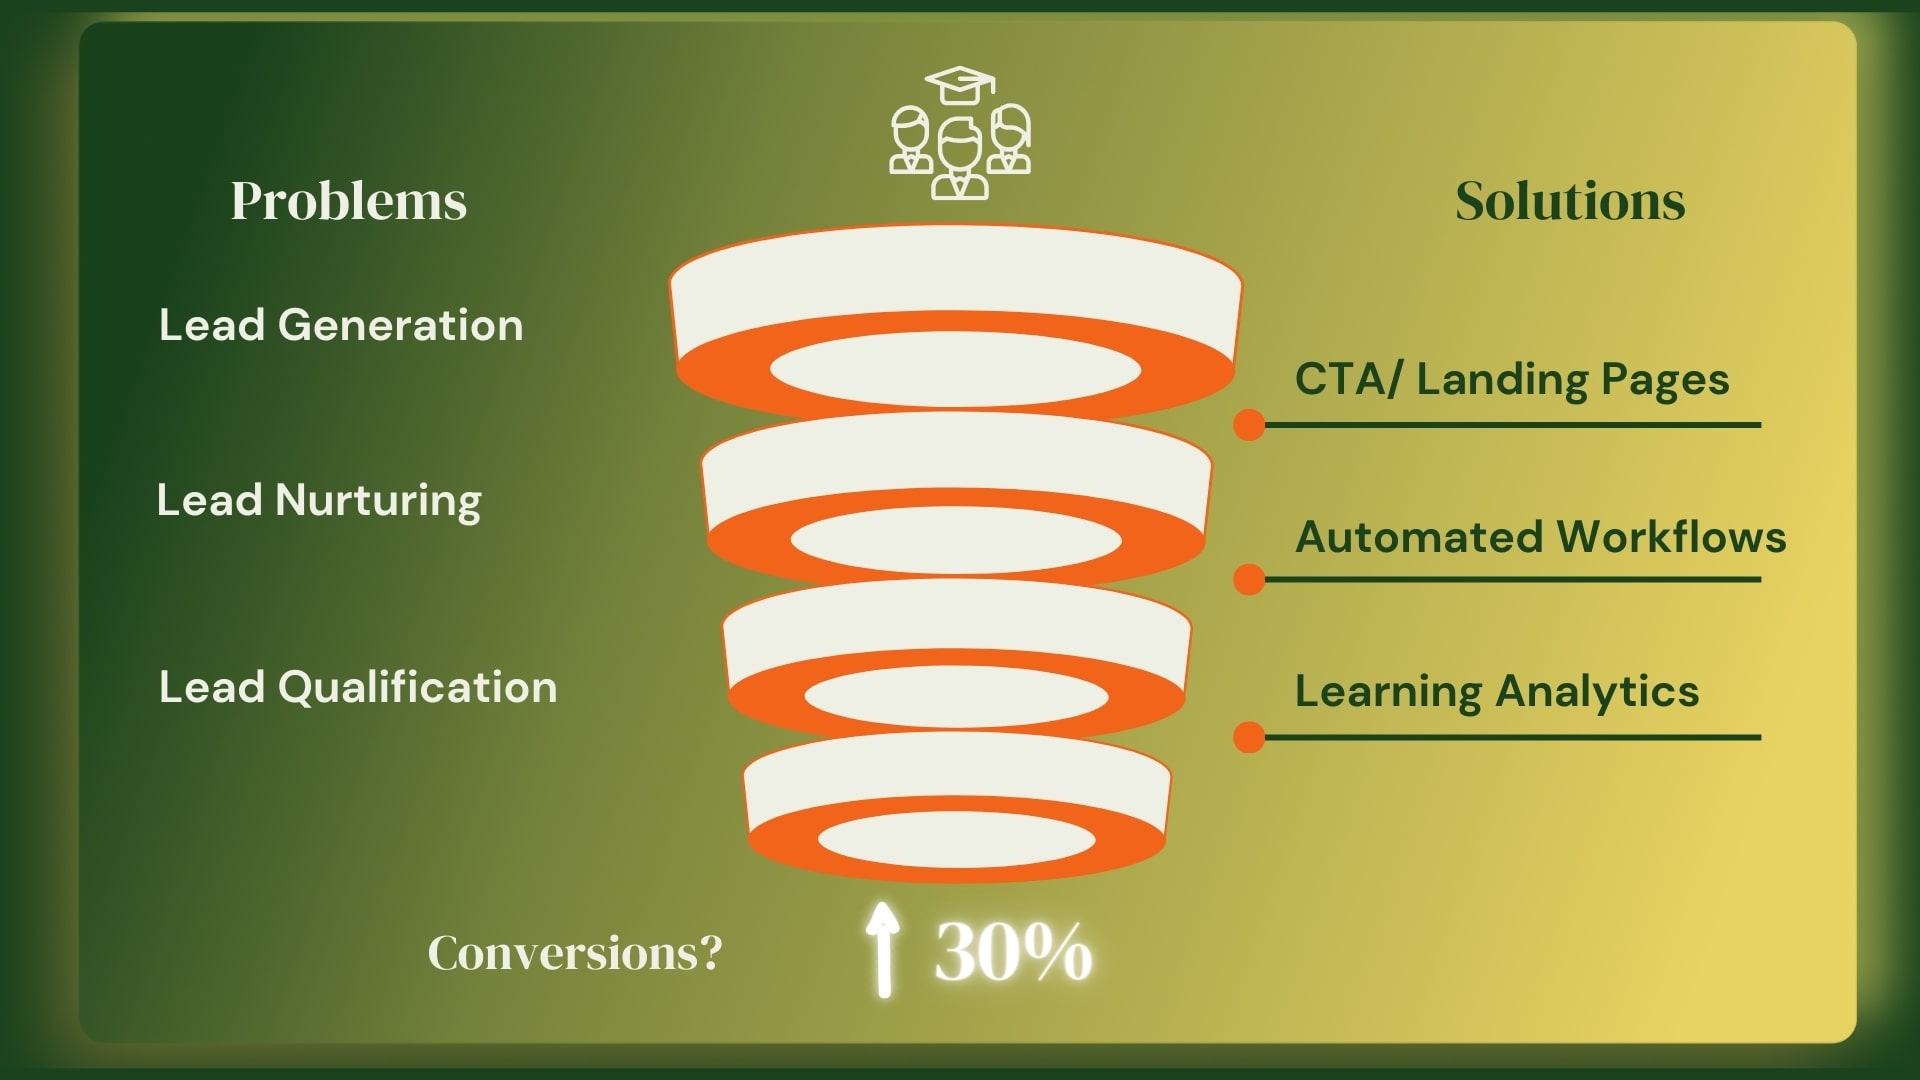 Problems
Solutions
Lead Generation
CTA/ Landing Pages
Lead Nurturing
Automated Workflows
Lead Qualification
Learning Analytics
Conversions?
30%